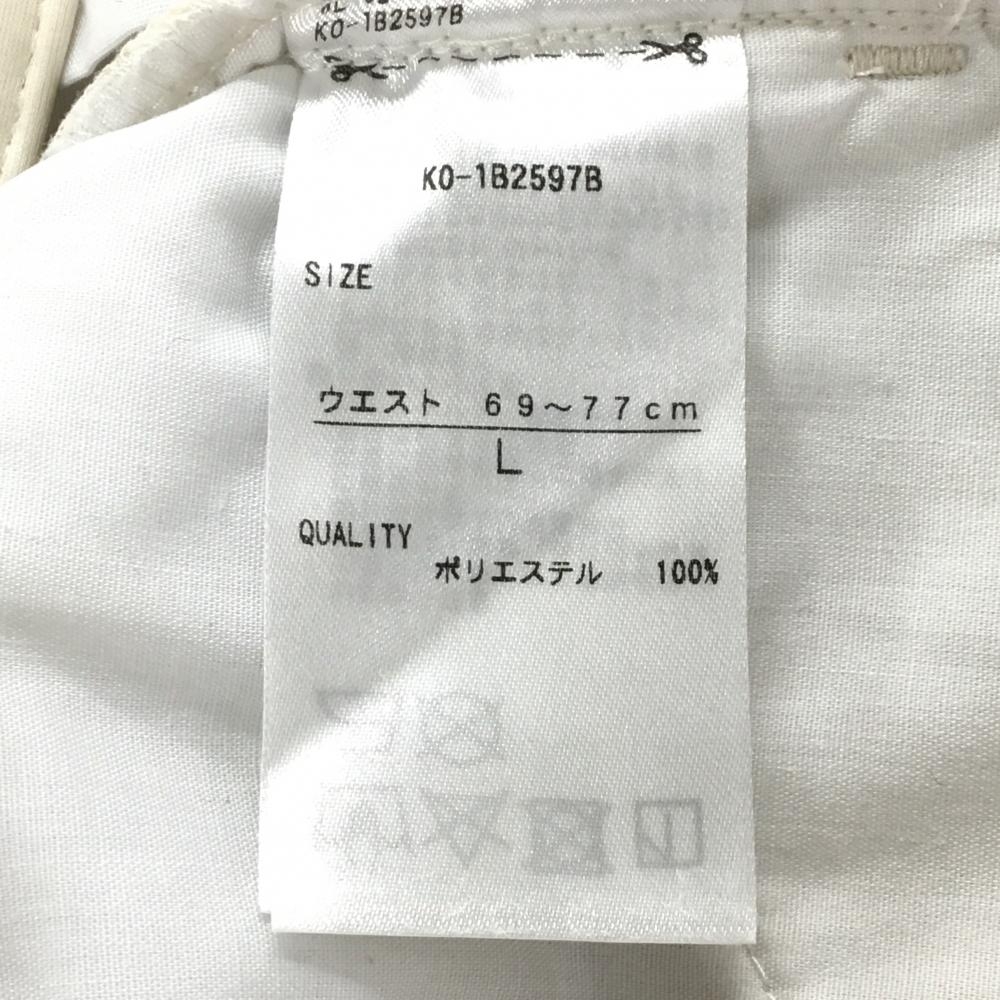 KO-1B2597B
KO-1B2597B
SIZE
ウエスト 69～77cm
L
QUALITY
ポリエステル 100%